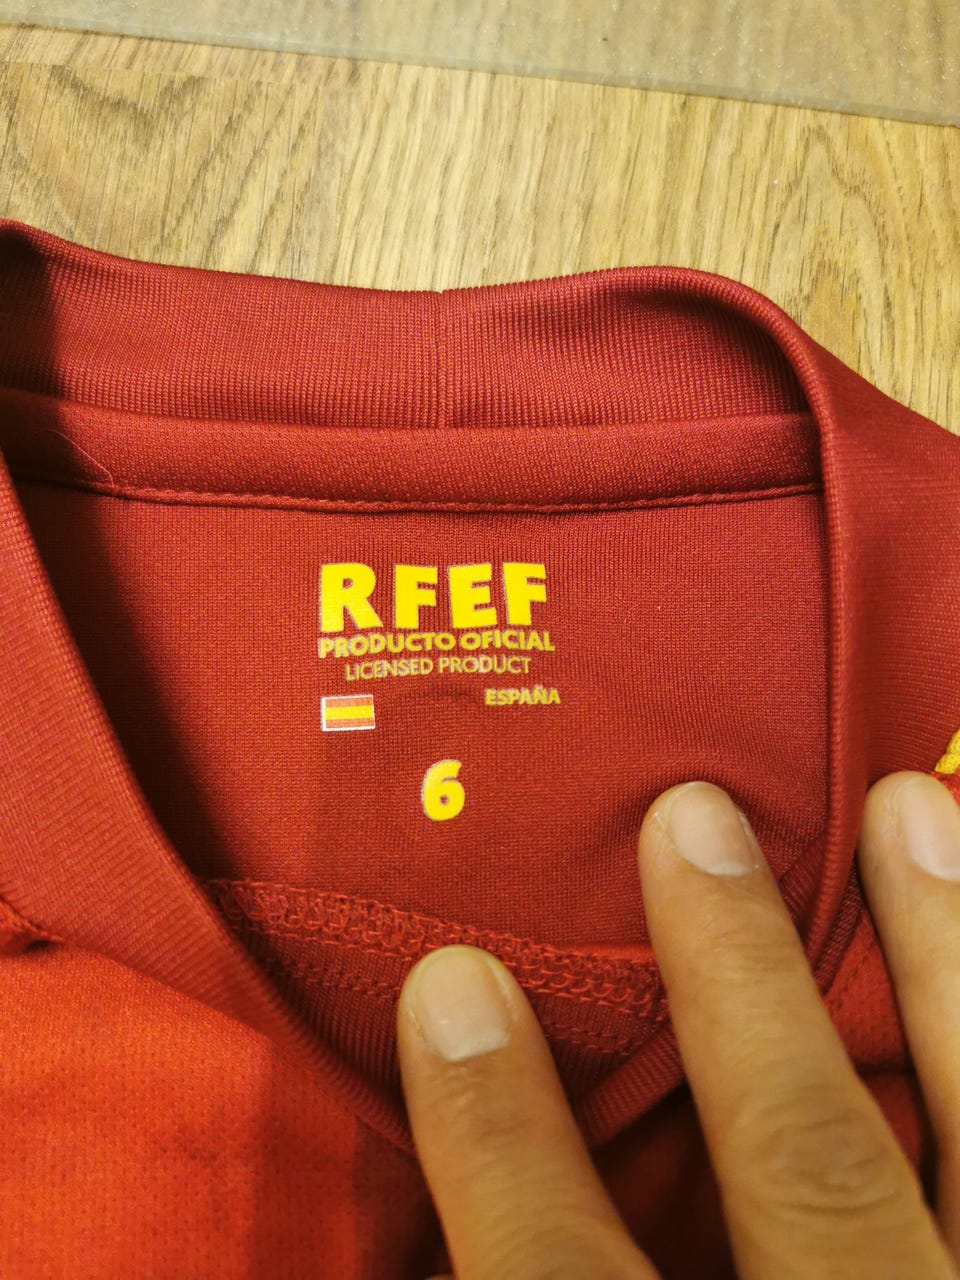 RFEF
PRODUCTO OFICIAL
LICENSED PRODUCT
ESPAÑA
6